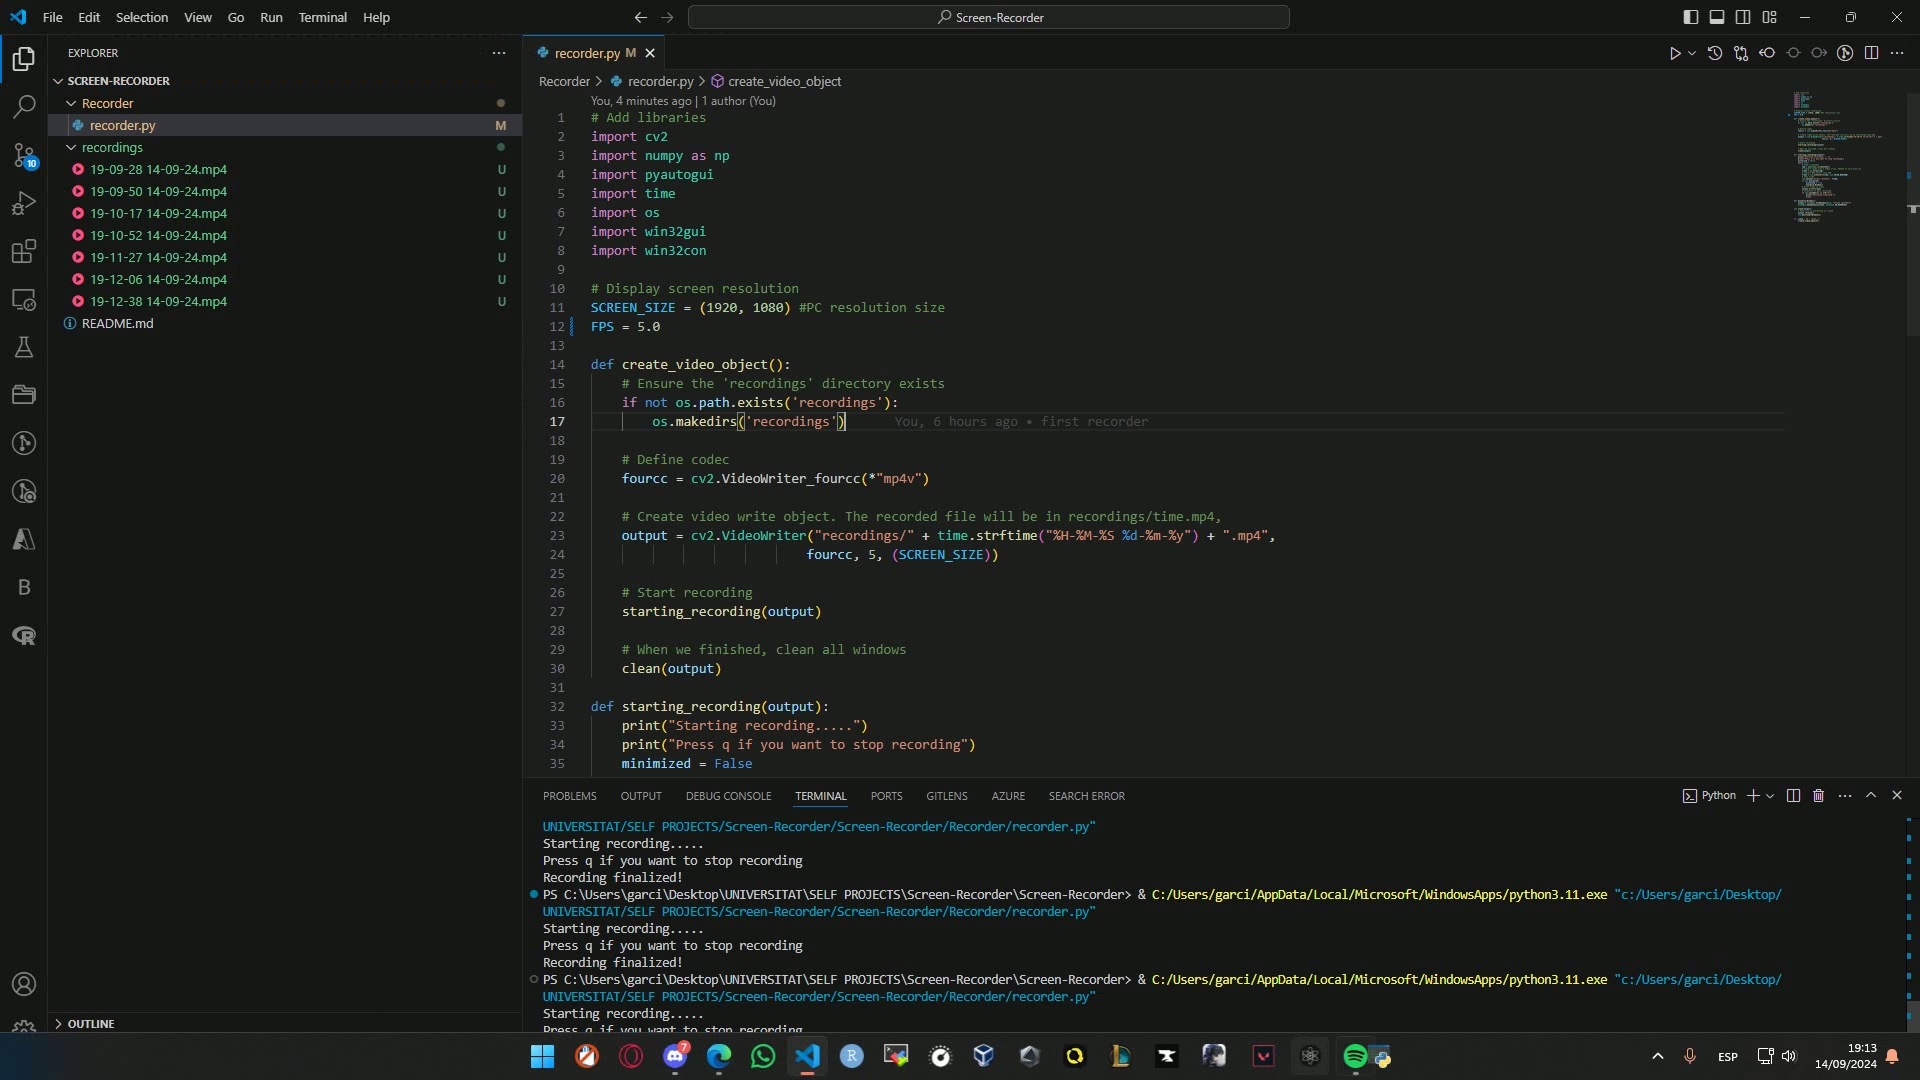 File Edit Selection View Go Run Terminal Help
Screen-Recorder
EXPLORER
SCREEN-RECORDER
Recorder
recorder.py M
recordings
19-09-28 14-09-24.mp4 U
19-09-50 14-09-24.mp4 U
19-10-17 14-09-24.mp4 U
19-10-52 14-09-24.mp4 U
19-11-27 14-09-24.mp4 U
19-12-06 14-09-24.mp4 U
19-12-38 14-09-24.mp4 U
README.md
10
B
OUTLINE
recorder.py M
Recorder > recorder.py > create_video_object
You, 4 minutes ago | 1 author (You)
1 # Add libraries
2 import cv2
3 import numpy as np
4 import pyautogui
5 import time
6 import os
7 import win32gui
8 import win32con
9
10 # Display screen resolution
11 SCREEN_SIZE = (1920, 1080) #PC resolution size
12 FPS = 5.0
13
14 def create_video_object():
15 # Ensure the 'recordings' directory exists
16 if not os.path.exists('recordings'):
17 os.makedirs('recordings') You, 6 hours ago • first recorder
18
19 # Define codec
20 fourcc = cv2.VideoWriter_fourcc(*"mp4v")
21
22 # Create video write object. The recorded file will be in recordings/time.mp4,
23 output = cv2.VideoWriter("recordings/" + time.strftime("%H-%M-%S %d-%m-%y") + ".mp4",
24 fourcc, 5, (SCREEN_SIZE))
25
26 # Start recording
27 starting_recording(output)
28
29 # When we finished, clean all windows
30 clean(output)
31
32 def starting_recording(output):
33 print("Starting recording.....")
34 print("Press q if you want to stop recording")
35 minimized = False
PROBLEMS OUTPUT DEBUG CONSOLE TERMINAL PORTS GITLENS AZURE SEARCH ERROR
Python
UNIVERSITAT/SELF PROJECTS/Screen-Recorder/Screen-Recorder/Recorder/recorder.py"
Starting recording.....
Press q if you want to stop recording
Recording finalized!
PS C:\Users\garci\Desktop\UNIVERSITAT\SELF PROJECTS\Screen-Recorder\Screen-Recorder> & C:/Users/garci/AppData/Local/Microsoft/WindowsApps/python3.11.exe "c:/Users/garci/Desktop/
UNIVERSITAT/SELF PROJECTS/Screen-Recorder/Screen-Recorder/Recorder/recorder.py"
Starting recording.....
Press q if you want to stop recording
Recording finalized!
PS C:\Users\garci\Desktop\UNIVERSITAT\SELF PROJECTS\Screen-Recorder\Screen-Recorder> & C:/Users/garci/AppData/Local/Microsoft/WindowsApps/python3.11.exe "c:/Users/garci/Desktop/
UNIVERSITAT/SELF PROJECTS/Screen-Recorder/Screen-Recorder/Recorder/recorder.py"
Starting recording.....
Press q if you want to stop recording
7
R
ESP
19:13
14/09/2024